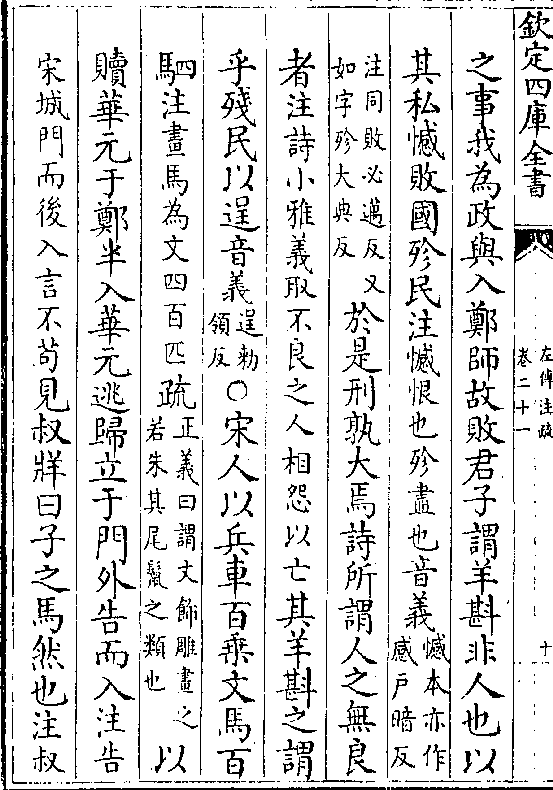 欽定四庫全書
左傳注疏
卷二十一
十
之事我為政與入鄭師故敗君子謂羊斟非人也以
其私憾敗國殄民注憾恨也殄盡也音義憾本亦作
感戶暗反
注同敗必邁反又
如字殄大典反於是刑孰大焉詩所謂人之無良
者注詩小雅義取不良之人相怨以亡其羊斟之謂
乎殘民以逞音義逞勑
領反○宋人以兵車百乗文馬百
駟注畫馬為文四百匹疏正義曰謂文飾雕畫之
若朱其尾鬛之類也以
贖華元于鄭半入華元逃歸立于門外告而入注告
宋城門而後入言不茍見叔牂曰子之馬然也注叔